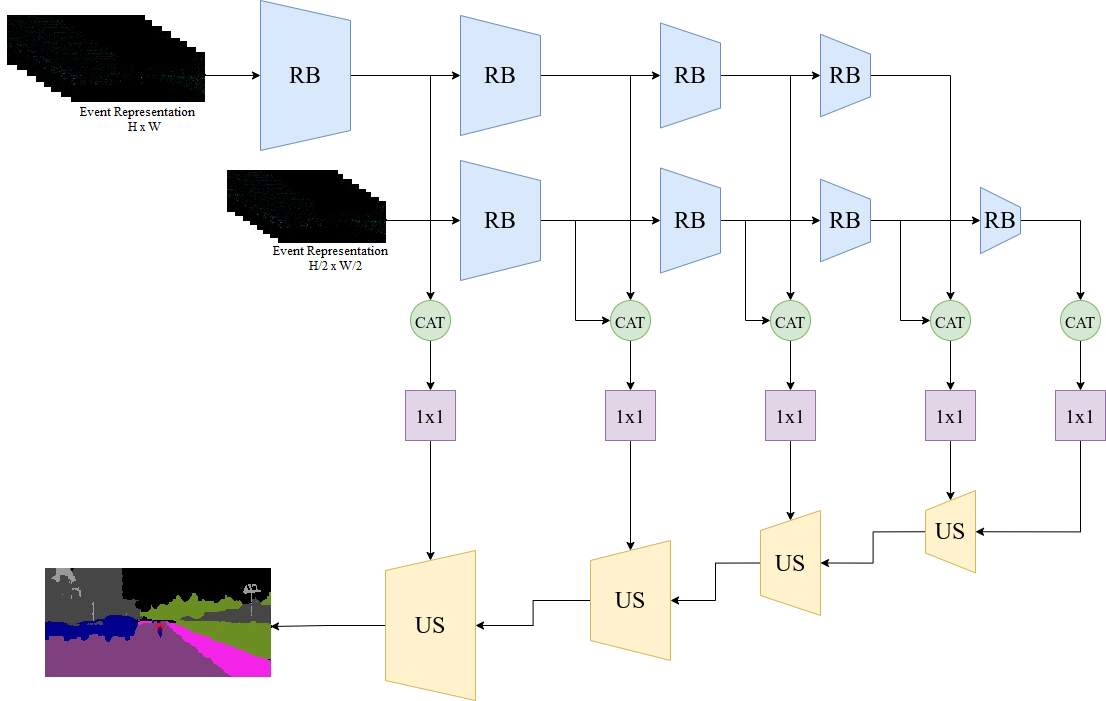 RB
RB
RB
RB
Event Representation
H x W
RB
RB
RB
RB
Event Representation
H/2 x W/2
CAT
CAT
CAT
CAT
CAT
1x1
1x1
1x1
1x1
1x1
US
US
US
US